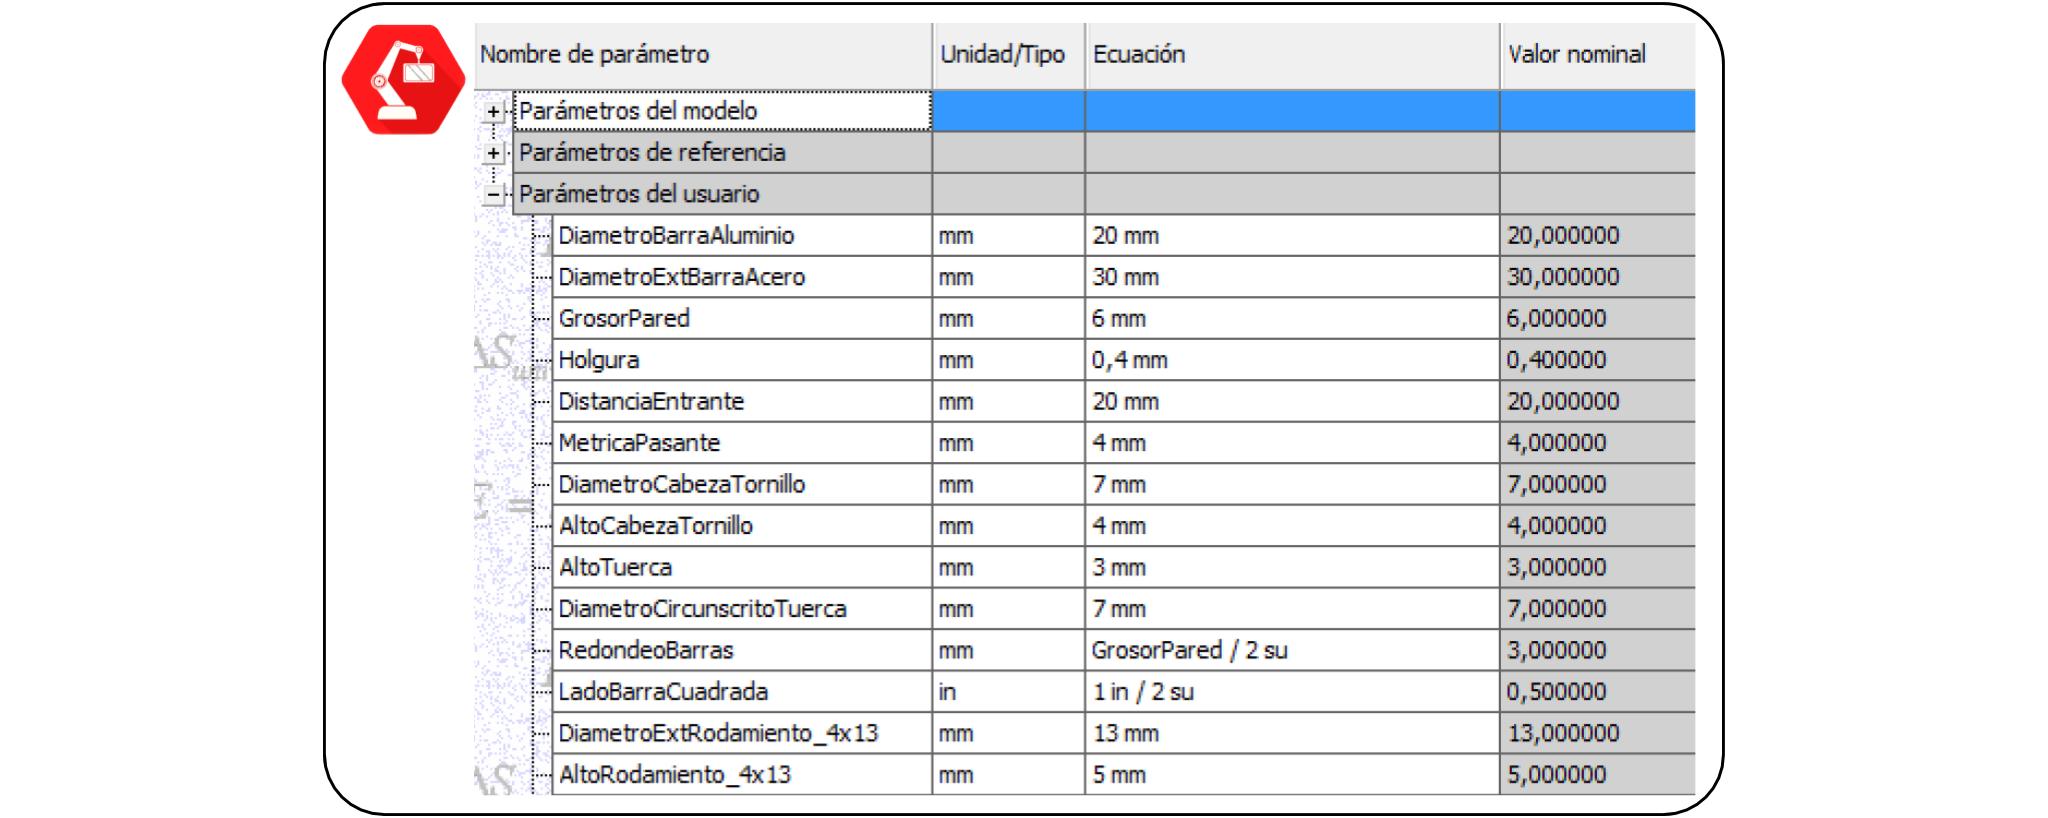 Nombre de parámetro Unidad/Tipo Ecuación Valor nominal
Parámetros del modelo
Parámetros de referencia
Parámetros del usuario
DiametroBarraAluminio mm 20 mm 20,000000
DiametroExtBarraAcero mm 30 mm 30,000000
GrosorPared mm 6 mm 6,000000
Holgura mm 0,4 mm 0,400000
DistanciaEntrante mm 20 mm 20,000000
MetricaPasante mm 4 mm 4,000000
DiametroCabezaTornillo mm 7 mm 7,000000
AltoCabezaTornillo mm 4 mm 4,000000
AltoTuerca mm 3 mm 3,000000
DiametroCircunscritoTuerca mm 7 mm 7,000000
RedondeoBarras mm GrosorPared / 2 su 3,000000
LadoBarraCuadrada in 1 in / 2 su 0,500000
DiametroExtRodamiento_4x13 mm 13 mm 13,000000
AltoRodamiento_4x13 mm 5 mm 5,000000